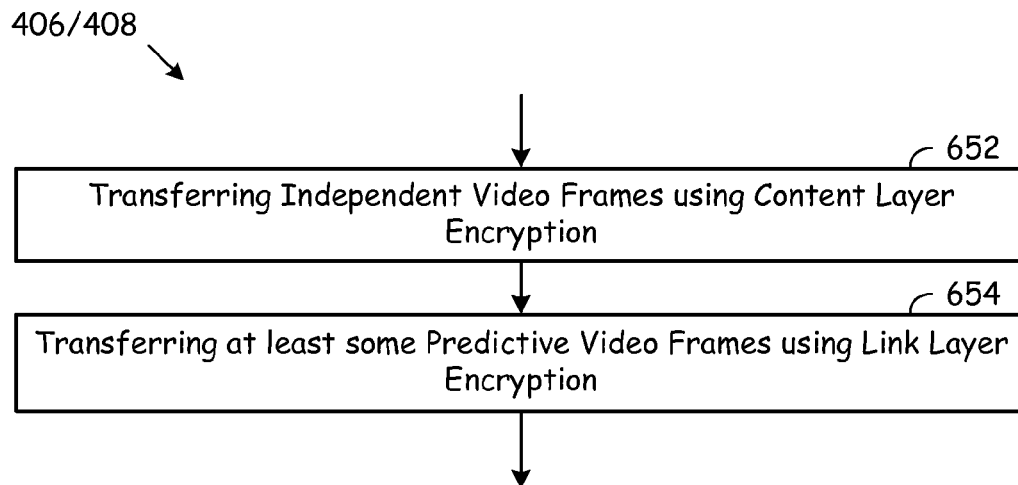 406/408
652
Transferring Independent Video Frames using Content Layer
Encryption
654
Transferring at least some Predictive Video Frames using Link Layer
Encryption